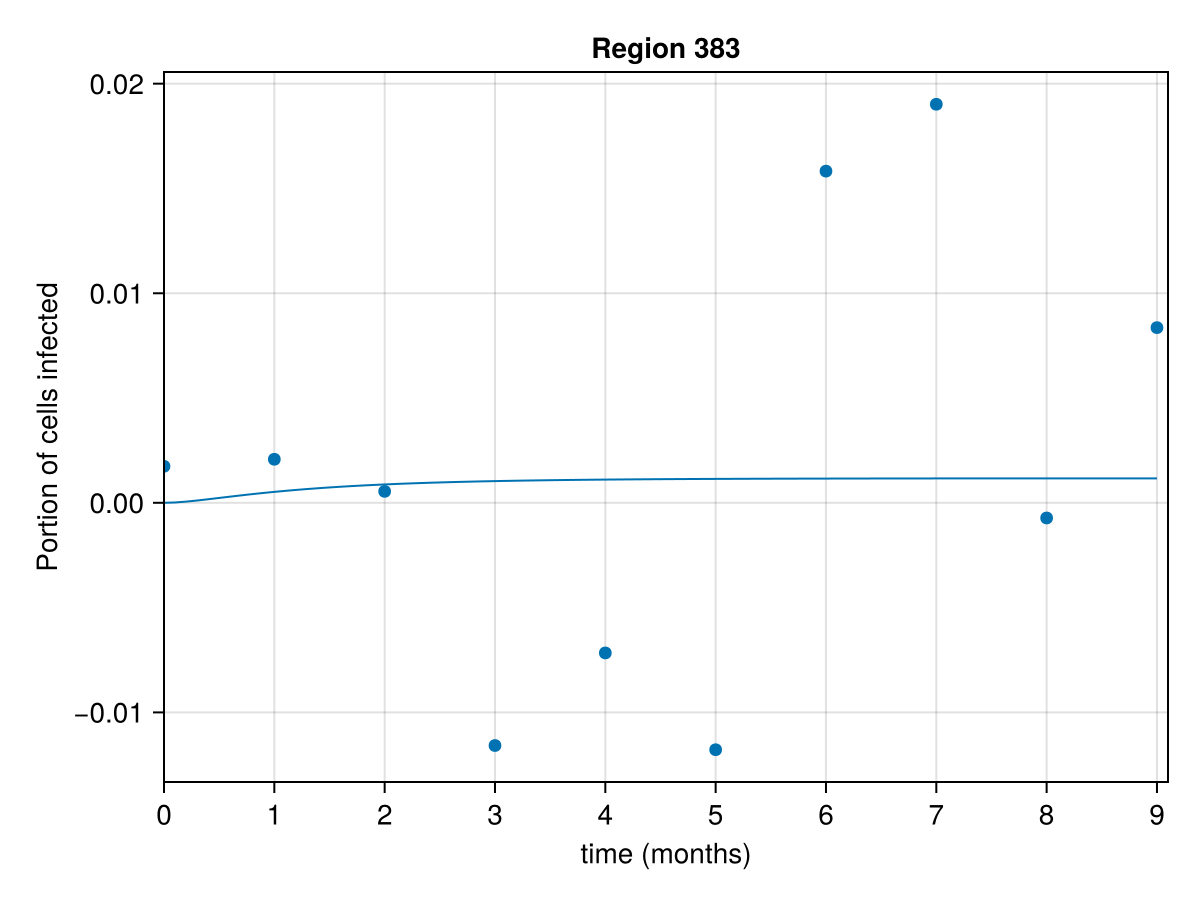 Region 383
0.02
0.01
0.00
−0.01
Portion of cells infected
0 1 2 3 4 5 6 7 8 9
time (months)